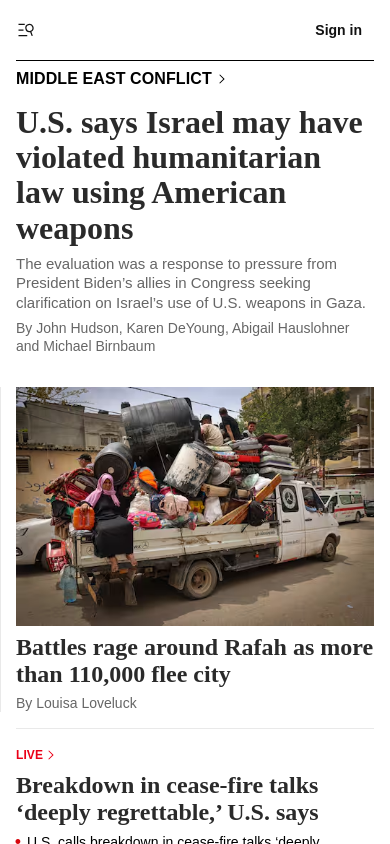 Sign in
MIDDLE EAST CONFLICT
U.S. says Israel may have
violated humanitarian
law using American
weapons
The evaluation was a response to pressure from
President Biden’s allies in Congress seeking
clarification on Israel’s use of U.S. weapons in Gaza.
By John Hudson, Karen DeYoung, Abigail Hauslohner
and Michael Birnbaum
Battles rage around Rafah as more
than 110,000 flee city
By Louisa Loveluck
LIVE
Breakdown in cease-fire talks
‘deeply regrettable,’ U.S. says
• U.S. calls breakdown in cease-fire talks ‘deeply